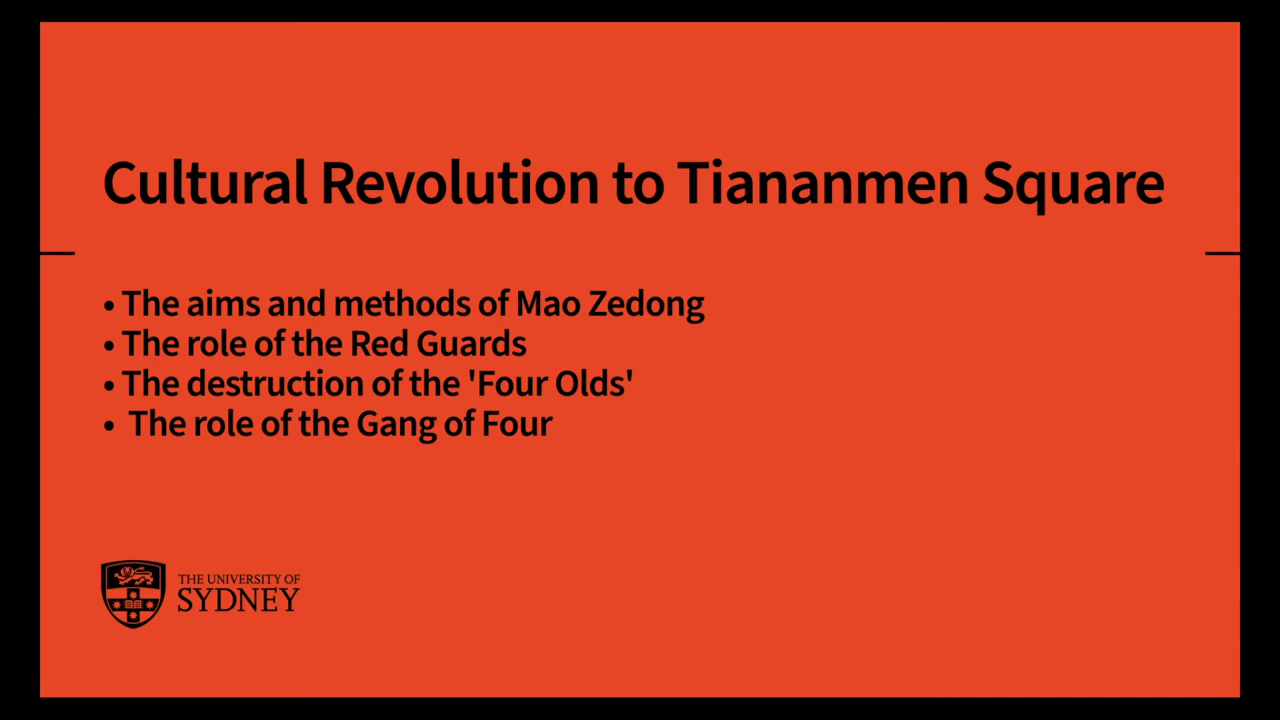 Cultural Revolution to Tiananmen Square
• The aims and methods of Mao Zedong
• The role of the Red Guards
• The destruction of the 'Four Olds'
• The role of the Gang of Four
THE UNIVERSITY OF
SYDNEY